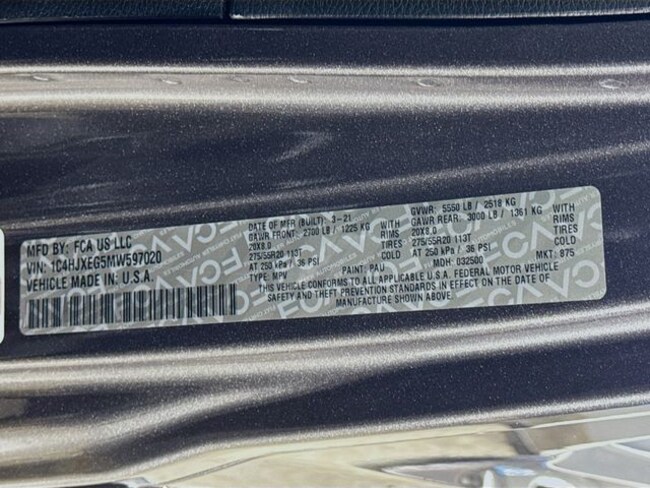 MFD BY: FCA US LLC
DATE OF MFR (BUILT): 3-21
GVWR: 5550 LB / 2518 KG
GAWR FRONT: 2700 LB / 1225 KG WITH
GAWR REAR: 3000 LB / 1361 KG WITH
20X8.0 RIMS
20X8.0 RIMS
275/55R20 113T TIRES
275/55R20 113T TIRES
AT 250 kPa / 36 PSI COLD
AT 250 kPa / 36 PSI COLD
VIN: 1C4HJXEG5MW597020
TYPE: MPV PAINT: PAU MDH: 032500 MKT: 875
VEHICLE MADE IN: U.S.A.
THIS VEHICLE CONFORMS TO ALL APPLICABLE U.S.A. FEDERAL MOTOR VEHICLE
SAFETY AND THEFT PREVENTION STANDARDS IN EFFECT ON THE DATE OF
MANUFACTURE SHOWN ABOVE.